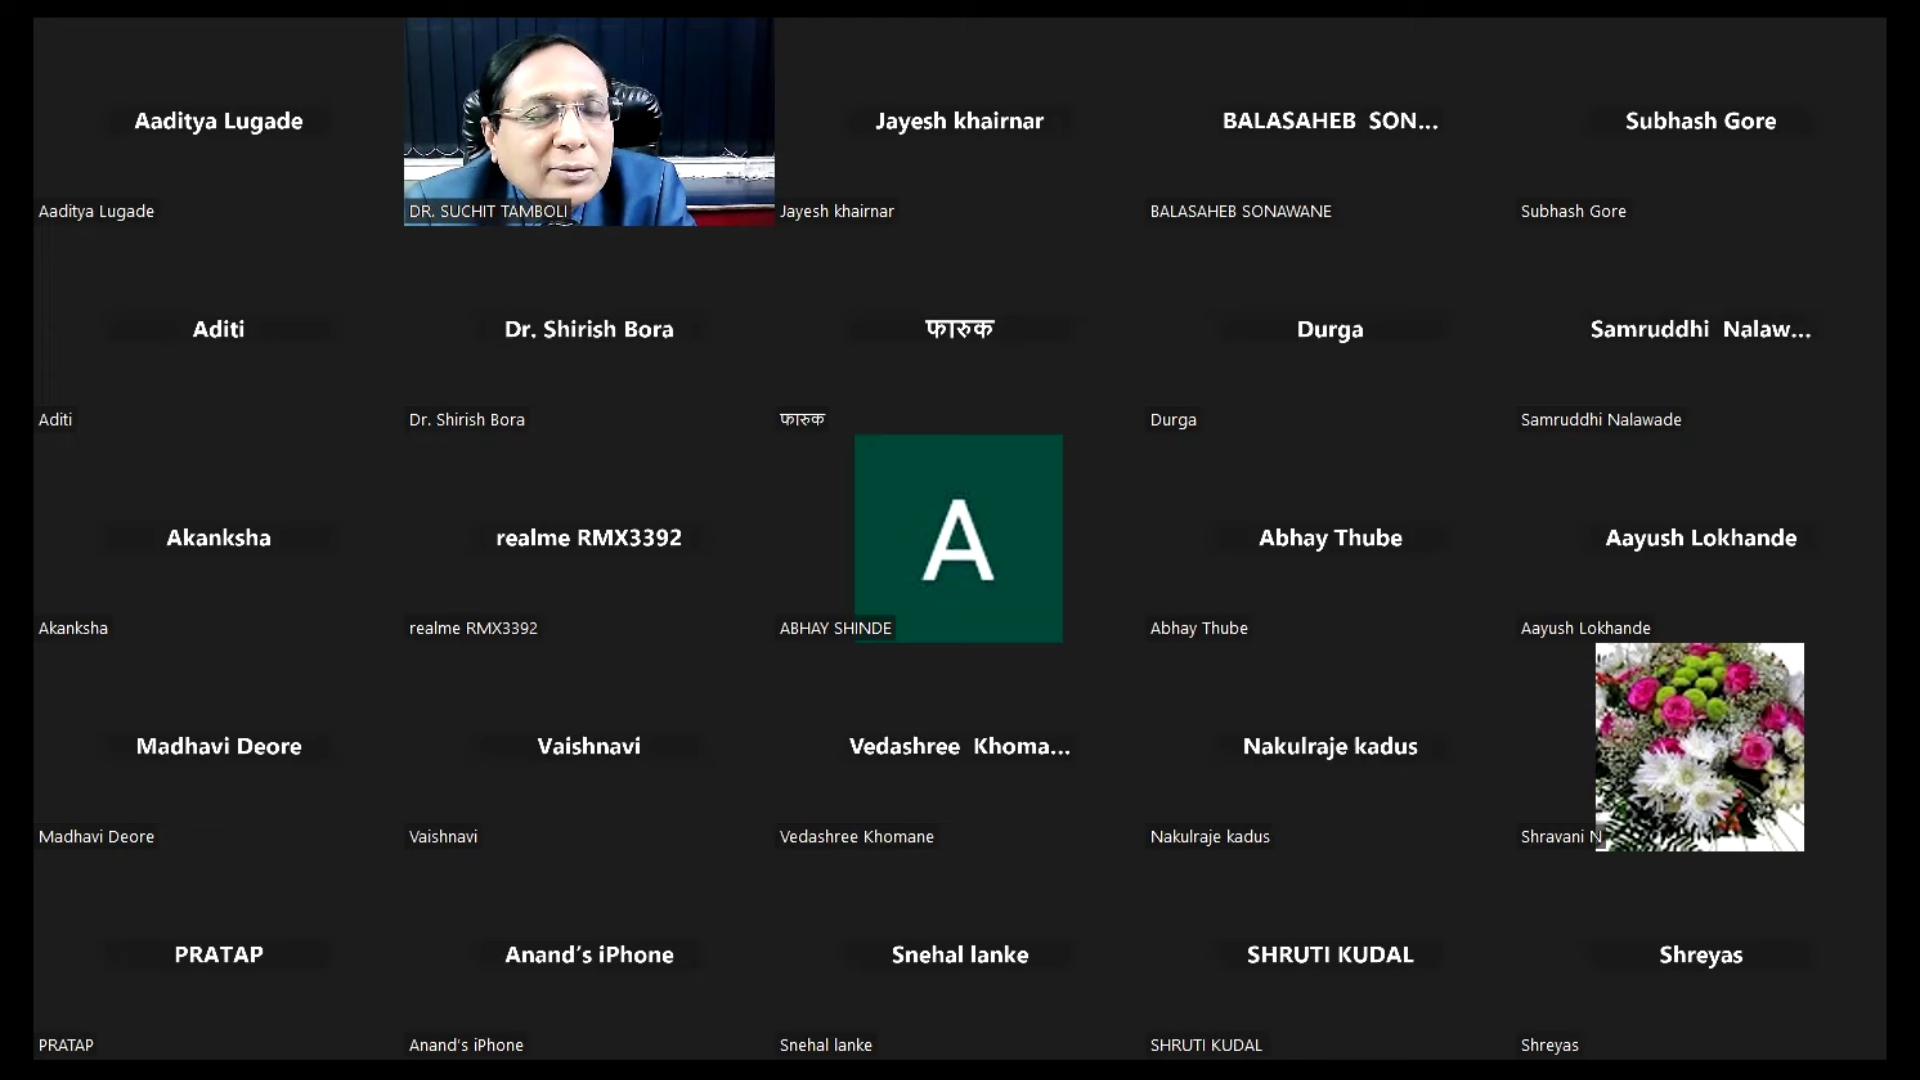 Aaditya Lugade
Aaditya Lugade
DR. SUCHIT TAMBOLI
Jayesh khairnar
Jayesh khairnar
BALASAHEB SON...
BALASAHEB SONAWANE
Subhash Gore
Subhash Gore
Aditi
Aditi
Dr. Shirish Bora
Dr. Shirish Bora
फारुक
फारुक
Durga
Durga
Samruddhi Nalaw...
Samruddhi Nalawade
Akanksha
Akanksha
realme RMX3392
realme RMX3392
A
ABHAY SHINDE
Abhay Thube
Abhay Thube
Aayush Lokhande
Aayush Lokhande
Madhavi Deore
Madhavi Deore
Vaishnavi
Vaishnavi
Vedashree Khoma...
Vedashree Khomane
Nakulraje kadus
Nakulraje kadus
Shravani N
PRATAP
PRATAP
Anand's iPhone
Anand's iPhone
Snehal lanke
Snehal lanke
SHRUTI KUDAL
SHRUTI KUDAL
Shreyas
Shreyas